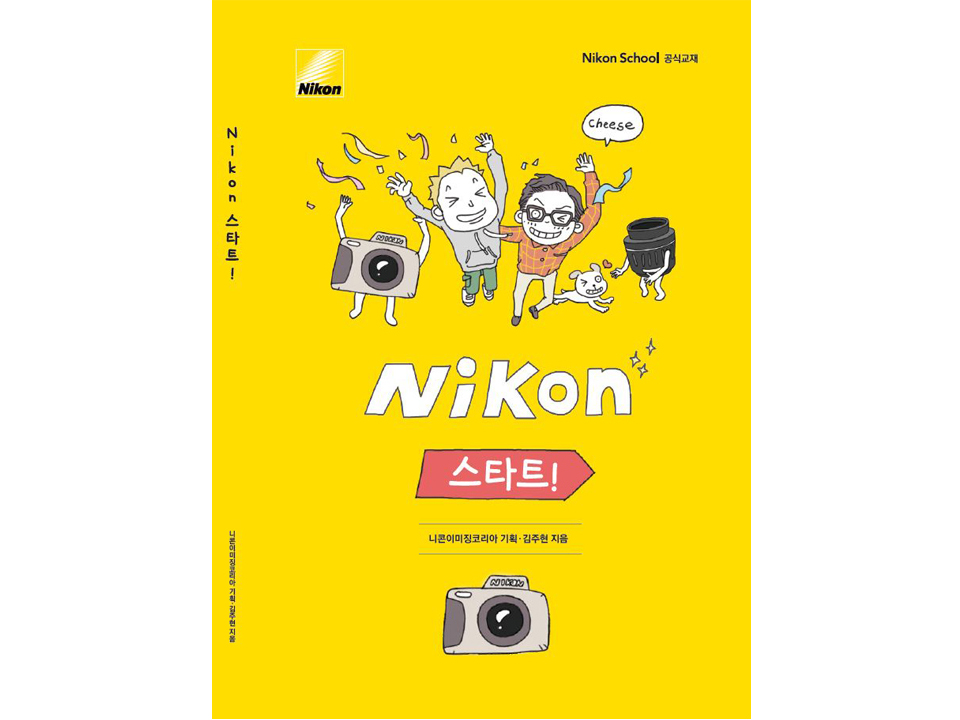 Nikon
Nikon School 공식교재
cheese
NIKON
Nikon
스타트!
니콘이미징코리아 기획·김주현 지음
NIKON
Nikon 스타트!
니콘이미징코리아 기획·김주현 지음